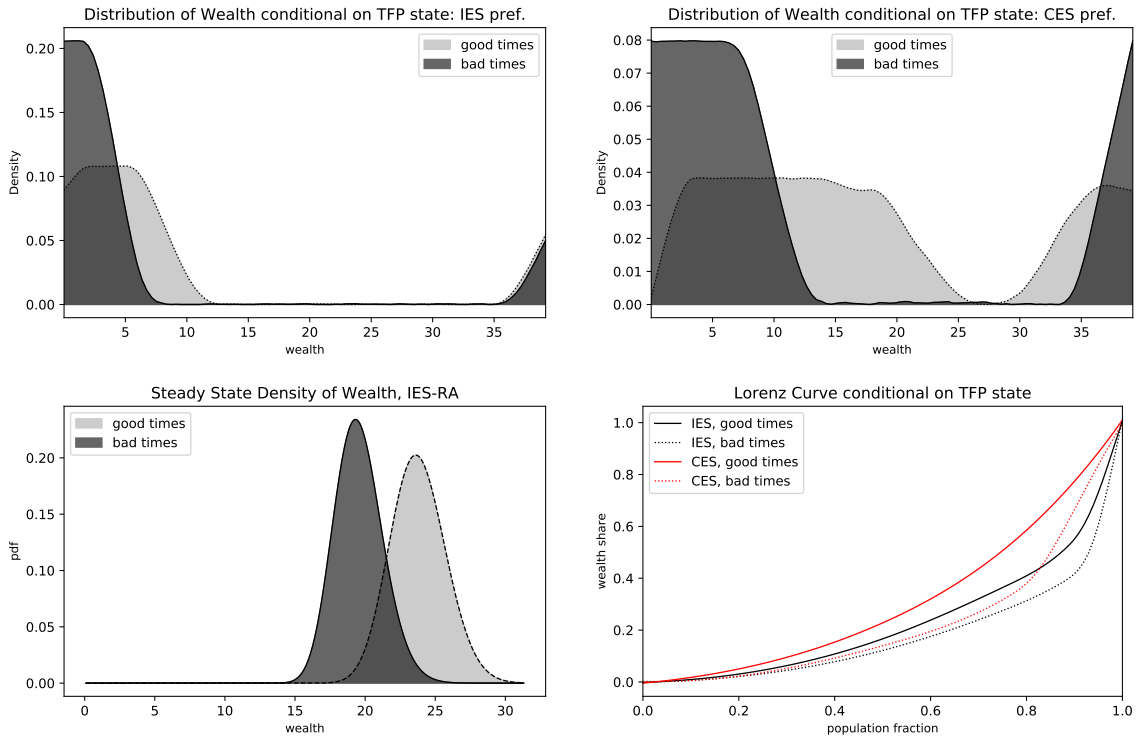 Distribution of Wealth conditional on TFP state: IES pref.
0.20
0.15
0.10
0.05
0.00
Density
good times
bad times
5
10
15
20
25
30
35
wealth
Distribution of Wealth conditional on TFP state: CES pref.
0.08
0.07
0.06
0.05
0.04
0.03
0.02
0.01
0.00
Density
good times
bad times
5
10
15
20
25
30
35
wealth
Steady State Density of Wealth, IES-RA
0.20
0.15
0.10
0.05
0.00
pdf
good times
bad times
0
5
10
15
20
25
30
wealth
Lorenz Curve conditional on TFP state
1.0
0.8
0.6
0.4
0.2
0.0
wealth share
IES, good times
IES, bad times
CES, good times
CES, bad times
0.0
0.2
0.4
0.6
0.8
1.0
population fraction